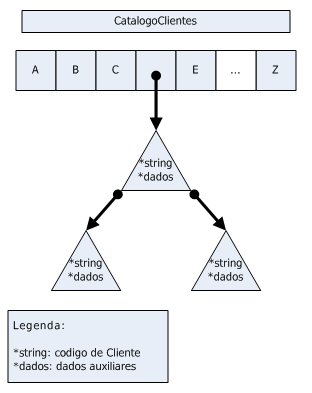 CatalogoClientes
A B C E ... Z
*string
*dados
*string
*dados
*string
*dados
Legenda:
*string: codigo de Cliente
*dados: dados auxiliares